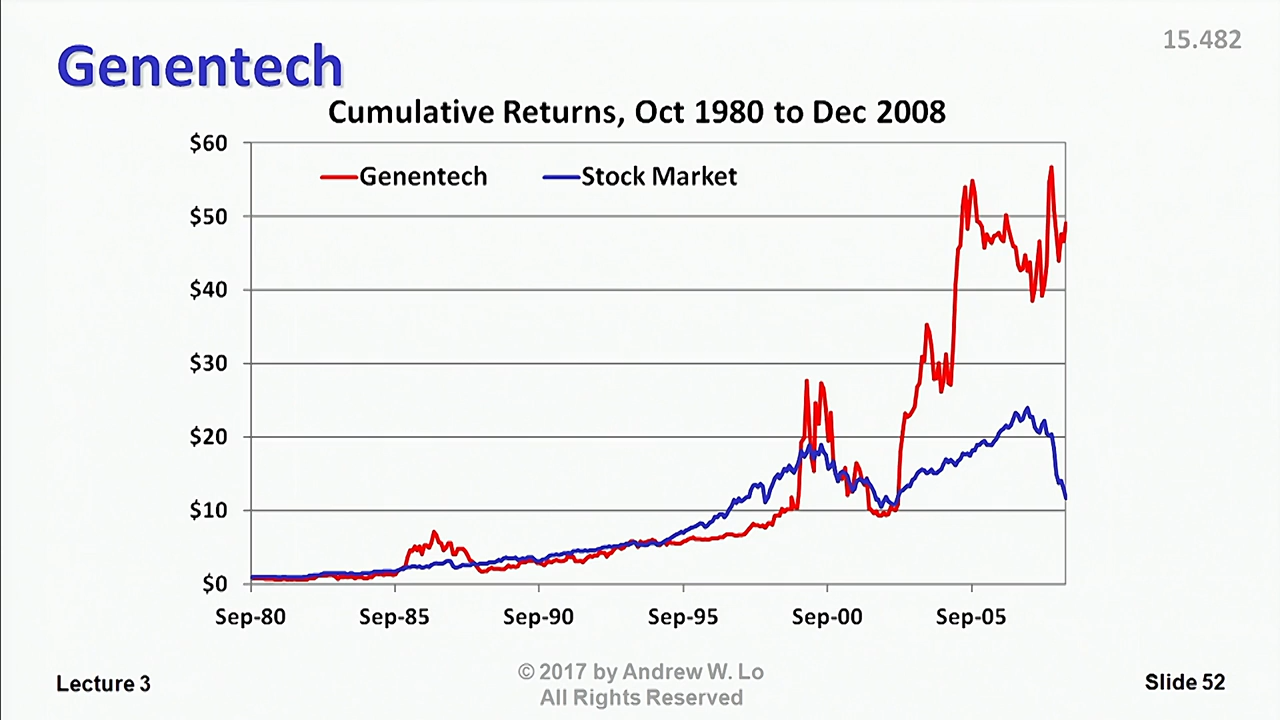 15.482
Genentech
Cumulative Returns, Oct 1980 to Dec 2008
$60
Genentech
Stock Market
$50
$40
$30
$20
$10
$0
Sep-80 Sep-85 Sep-90 Sep-95 Sep-00 Sep-05
Lecture 3
© 2017 by Andrew W. Lo
All Rights Reserved
Slide 52